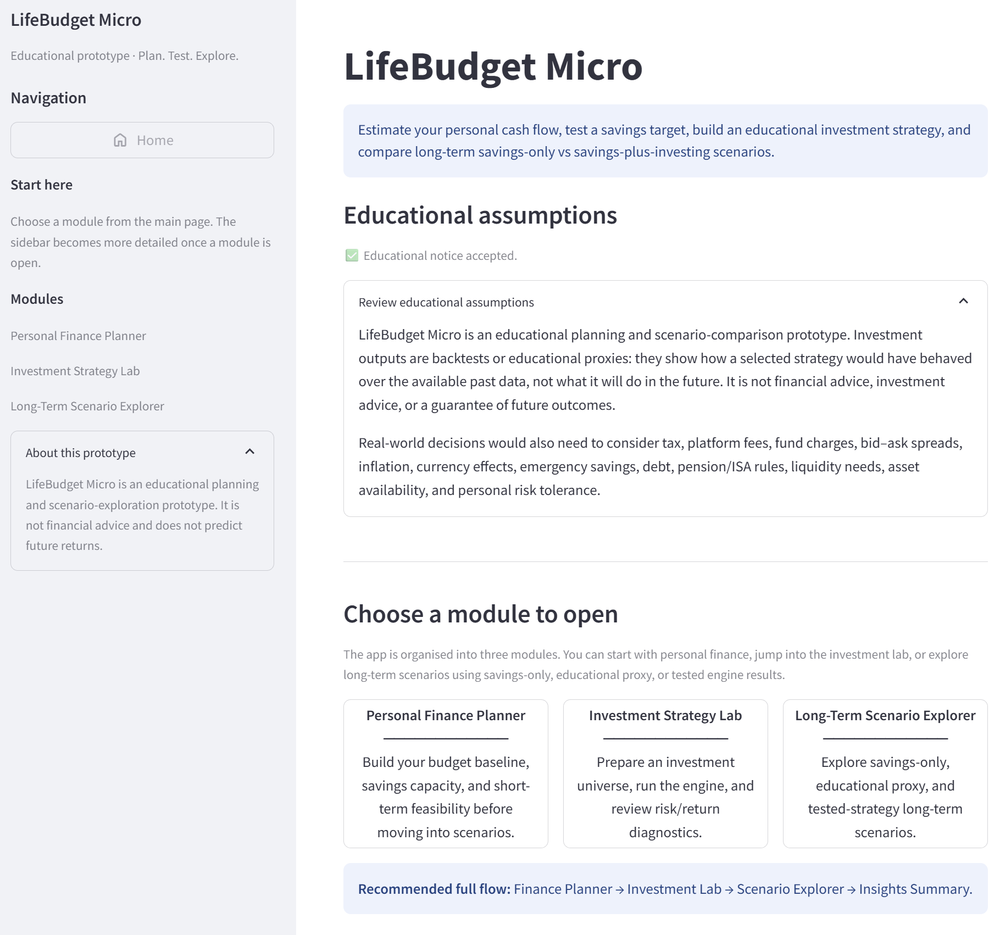 LifeBudget Micro
Educational prototype · Plan. Test. Explore.
Navigation
Home
Start here
Choose a module from the main page. The
sidebar becomes more detailed once a module is
open.
Modules
Personal Finance Planner
Investment Strategy Lab
Long-Term Scenario Explorer
About this prototype
LifeBudget Micro is an educational planning
and scenario-exploration prototype. It is
not financial advice and does not predict
future returns.
LifeBudget Micro
Estimate your personal cash flow, test a savings target, build an educational investment strategy, and
compare long-term savings-only vs savings-plus-investing scenarios.
Educational assumptions
✅ Educational notice accepted.
Review educational assumptions
LifeBudget Micro is an educational planning and scenario-comparison prototype. Investment
outputs are backtests or educational proxies: they show how a selected strategy would have behaved
over the available past data, not what it will do in the future. It is not financial advice, investment
advice, or a guarantee of future outcomes.
Real-world decisions would also need to consider tax, platform fees, fund charges, bid–ask spreads,
inflation, currency effects, emergency savings, debt, pension/ISA rules, liquidity needs, asset
availability, and personal risk tolerance.
Choose a module to open
The app is organised into three modules. You can start with personal finance, jump into the investment lab, or explore
long-term scenarios using savings-only, educational proxy, or tested engine results.
Personal Finance Planner
Build your budget baseline,
savings capacity, and short-
term feasibility before
moving into scenarios.
Investment Strategy Lab
Prepare an investment
universe, run the engine, and
review risk/return
diagnostics.
Long-Term Scenario Explorer
Explore savings-only,
educational proxy, and
tested-strategy long-term
scenarios.
Recommended full flow: Finance Planner → Investment Lab → Scenario Explorer → Insights Summary.